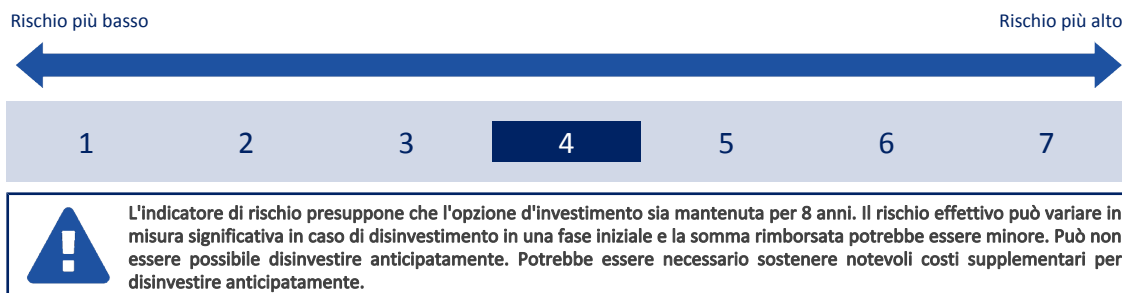 Rischio più basso Rischio più alto
1 2 3 4 5 6 7
L'indicatore di rischio presuppone che l'opzione d'investimento sia mantenuta per 8 anni. Il rischio effettivo può variare in
misura significativa in caso di disinvestimento in una fase iniziale e la somma rimborsata potrebbe essere minore. Può non
essere possibile disinvestire anticipatamente. Potrebbe essere necessario sostenere notevoli costi supplementari per
disinvestire anticipatamente.